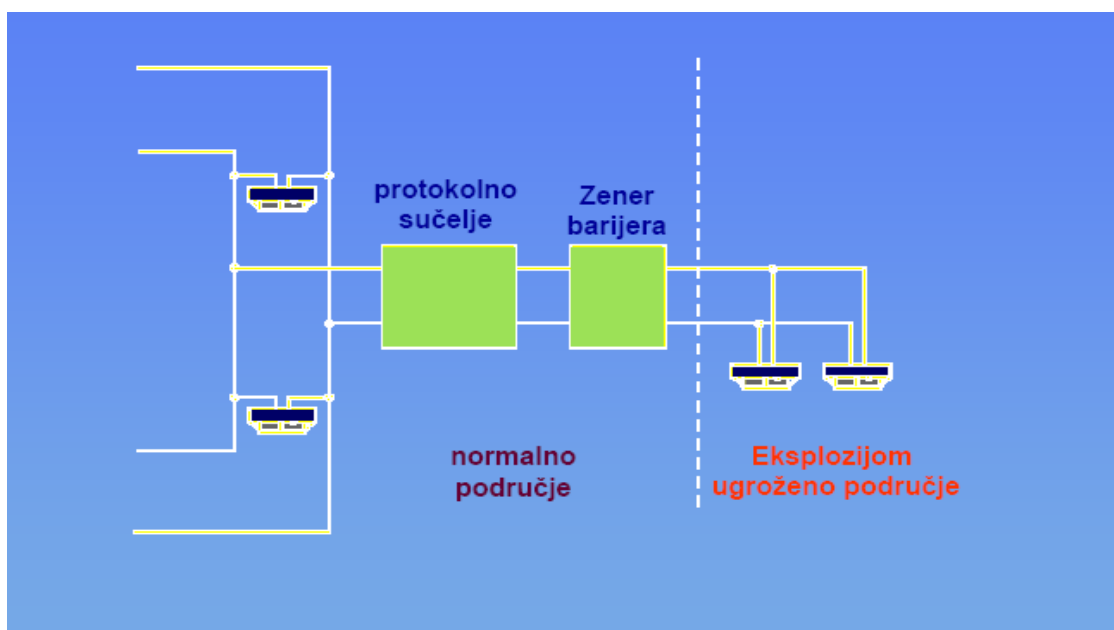 protokolno
sučelje
Zener
barijera
normalno
područje
Eksplozijom
ugroženo područje